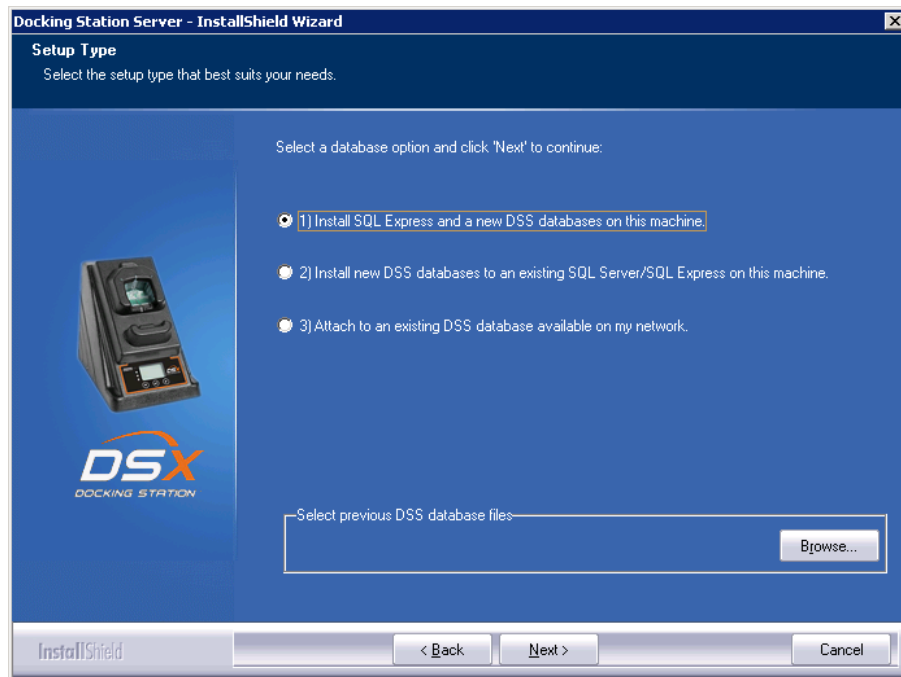 Docking Station Server - InstallShield Wizard
Setup Type
Select the setup type that best suits your needs.
Select a database option and click 'Next' to continue:
1) Install SQL Express and a new DSS databases on this machine.
2) Install new DSS databases to an existing SQL Server/SQL Express on this machine.
3) Attach to an existing DSS database available on my network.
DSX
DOCKING STATION
Select previous DSS database files
Browse...
InstallShield
< Back
Next >
Cancel